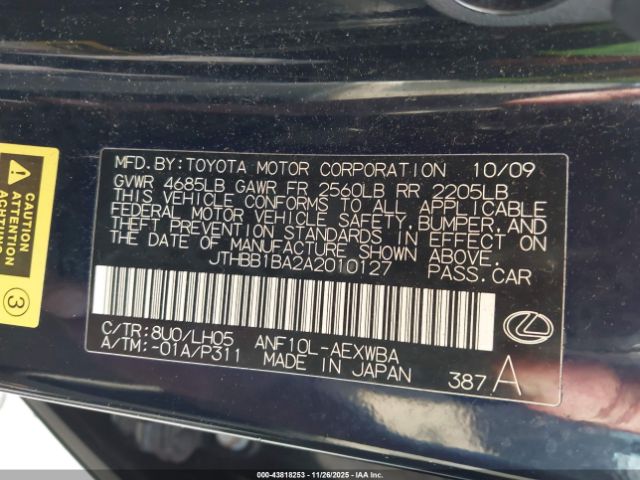 MFD.BY:TOYOTA MOTOR CORPORATION 10/09
GVWR 4685LB GAWR FR 2560LB RR 2205LB
THIS VEHICLE CONFORMS TO ALL APPLICABLE
FEDERAL MOTOR VEHICLE SAFETY,BUMPER,AND
THEFT PREVENTION STANDARDS IN EFFECT ON
THE DATE OF MANUFACTURE SHOWN ABOVE.
JTHBB1BA2A2010127 PASS.CAR
C/TR:8U0/LH05 ANF10L-AEXWBA
A/TM:-01A/P311 MADE IN JAPAN
387 A
CAUTION
ATTENTION
ACHTUNG
3
000-43818253 - 11/26/2025 - IAAI.COM